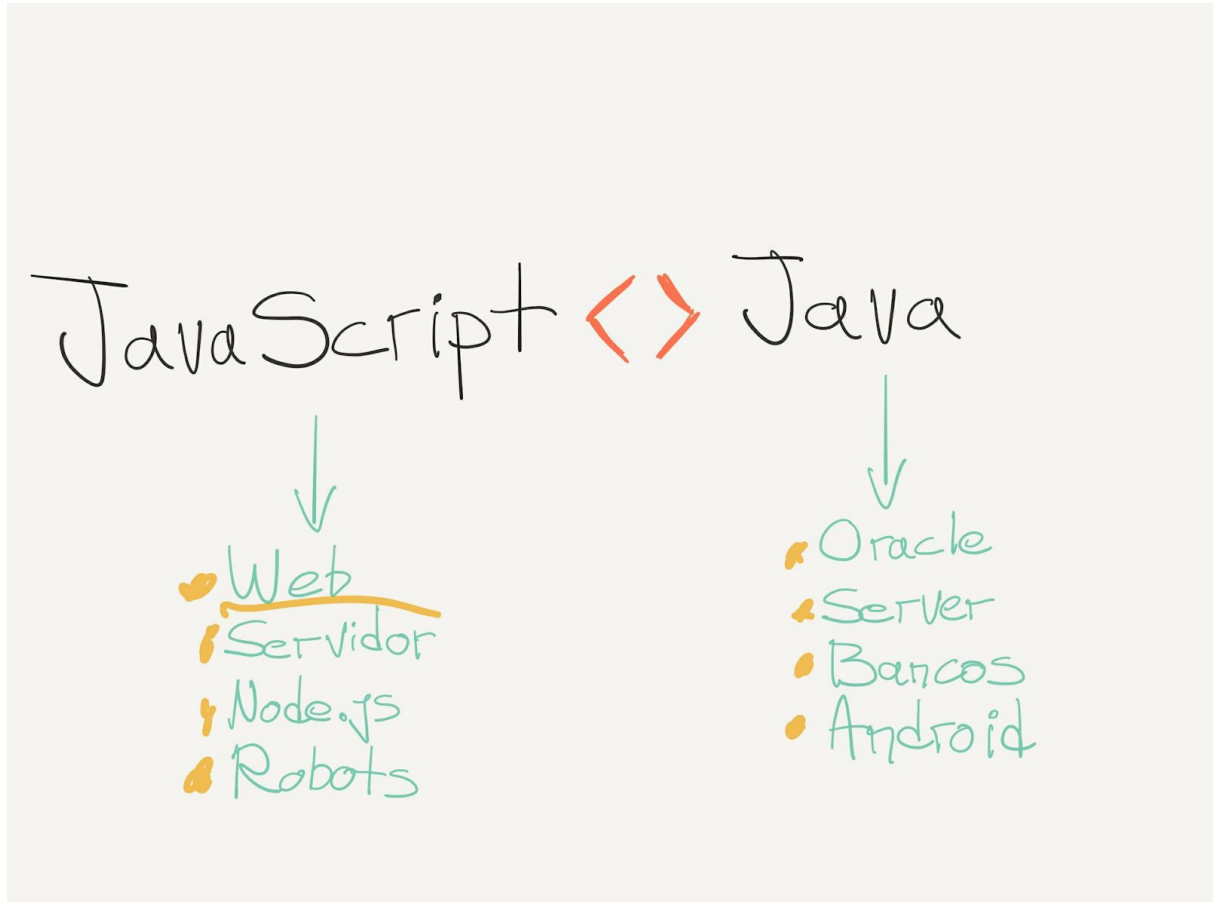 JavaScript <> Java
Web
Servidor
Node.js
Robots
Oracle
Server
Bancos
Android